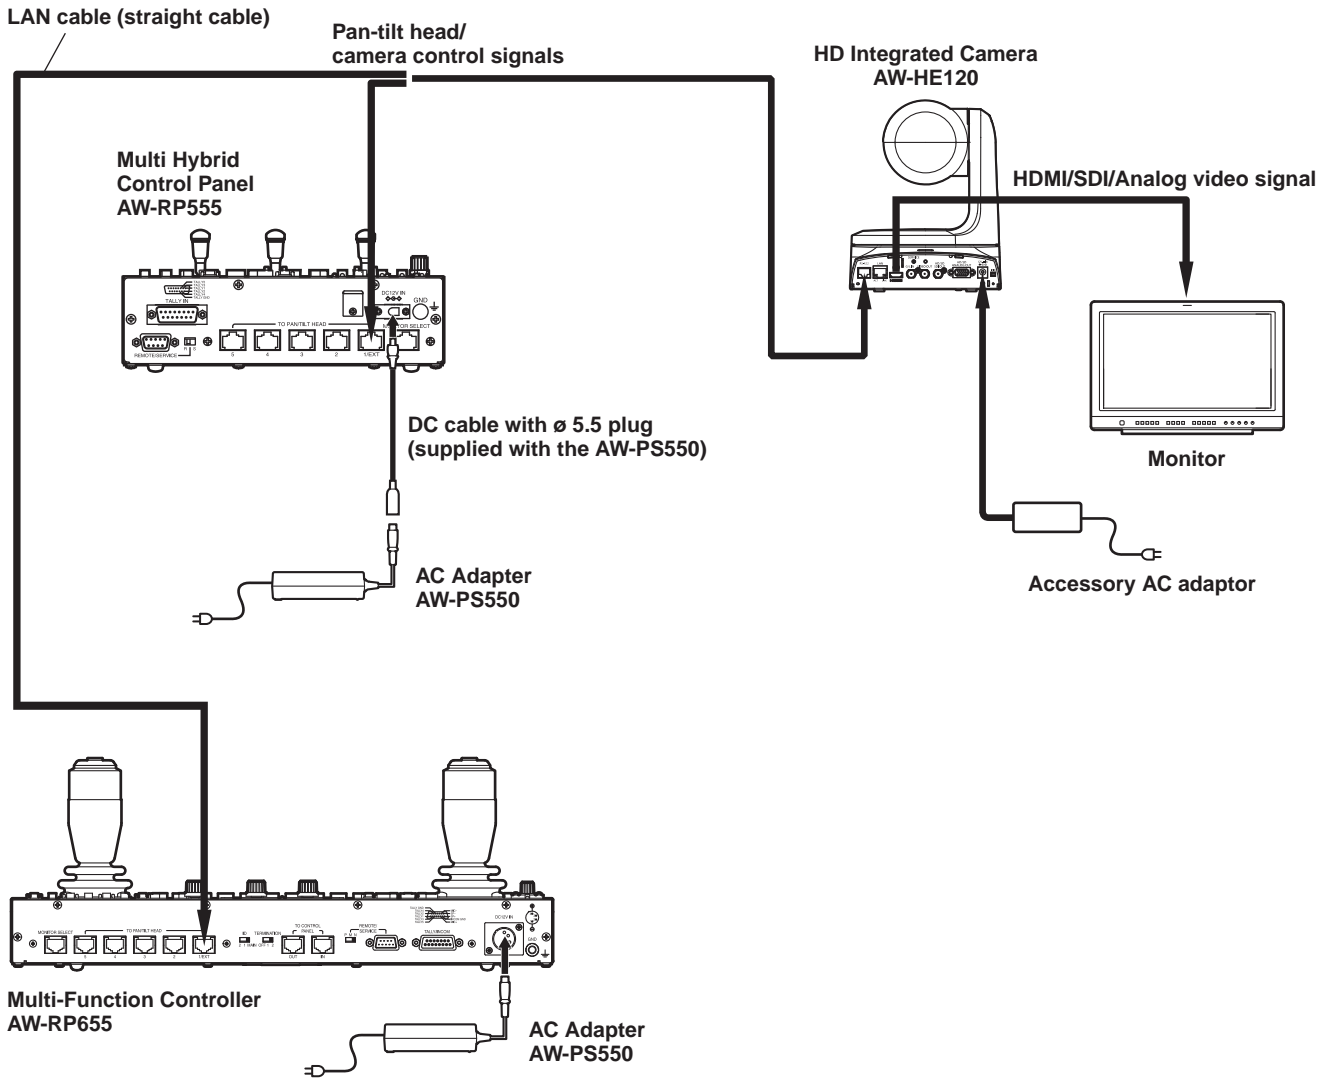 LAN cable (straight cable)
Pan-tilt head/
camera control signals
HD Integrated Camera
AW-HE120
Multi Hybrid
Control Panel
AW-RP555
HDMI/SDI/Analog video signal
TALLY IN
DC12V IN
GND
TO PAN/TILT HEAD
MONITOR SELECT
5
4
3
2
1/EXT
REMOTE/SERVICE
DC cable with ø 5.5 plug
(supplied with the AW-PS550)
Monitor
AC Adapter
AW-PS550
Accessory AC adaptor
MONITOR SELECT
TO PAN/TILT HEAD
5
4
3
2
1/EXT
TERMINATION
TO CONTROL
PANEL
OUT
IN
REMOTE/
SERVICE
TALLY/INCOM
DC12V IN
GND
Multi-Function Controller
AW-RP655
AC Adapter
AW-PS550